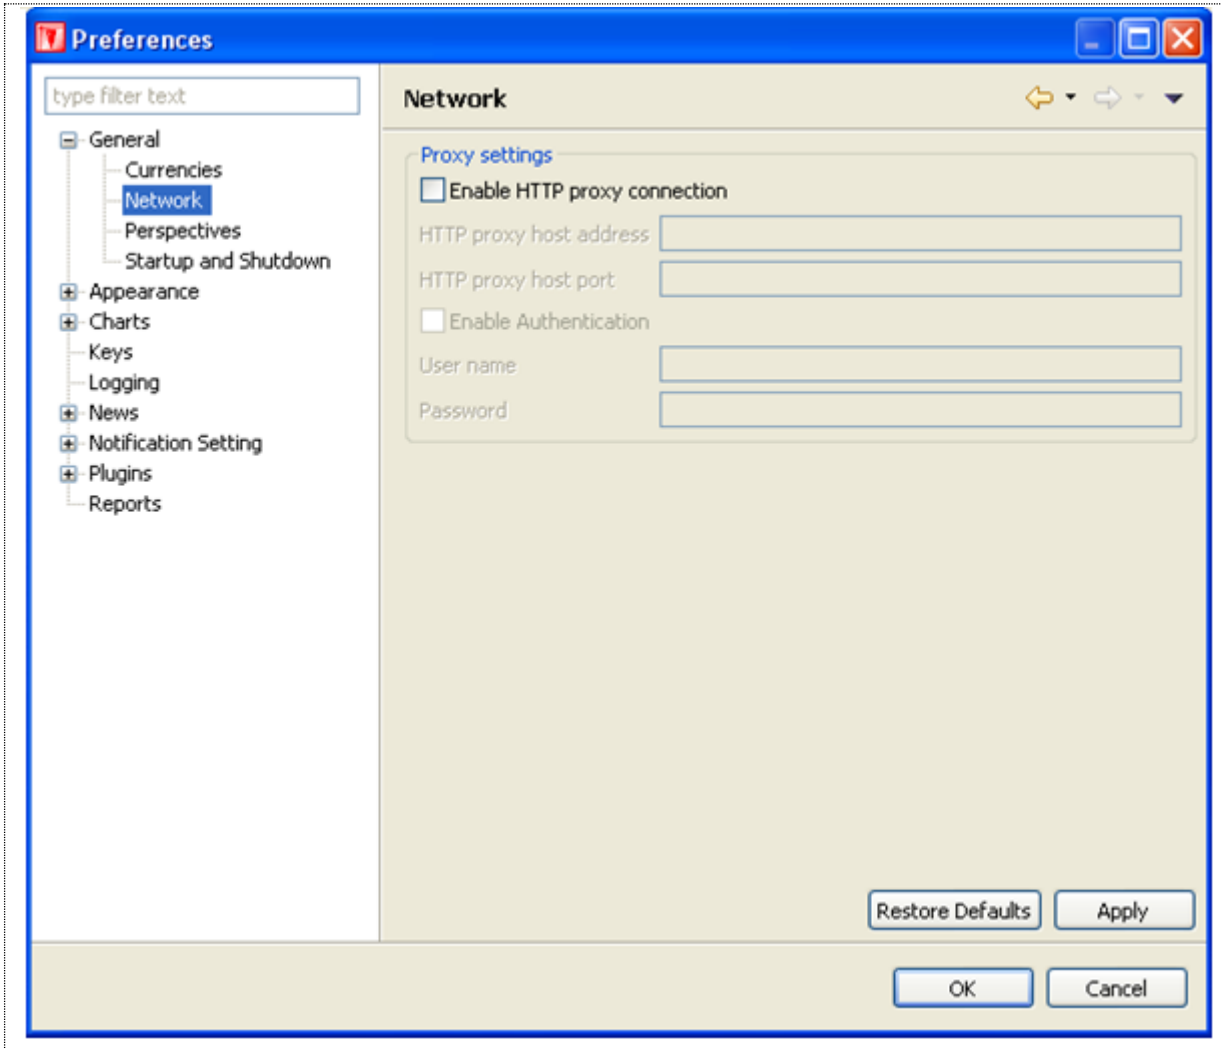 Preferences
type filter text
General
Currencies
Network
Perspectives
Startup and Shutdown
Appearance
Charts
Keys
Logging
News
Notification Setting
Plugins
Reports
Network
Proxy settings
Enable HTTP proxy connection
HTTP proxy host address
HTTP proxy host port
Enable Authentication
User name
Password
Restore Defaults
Apply
OK
Cancel